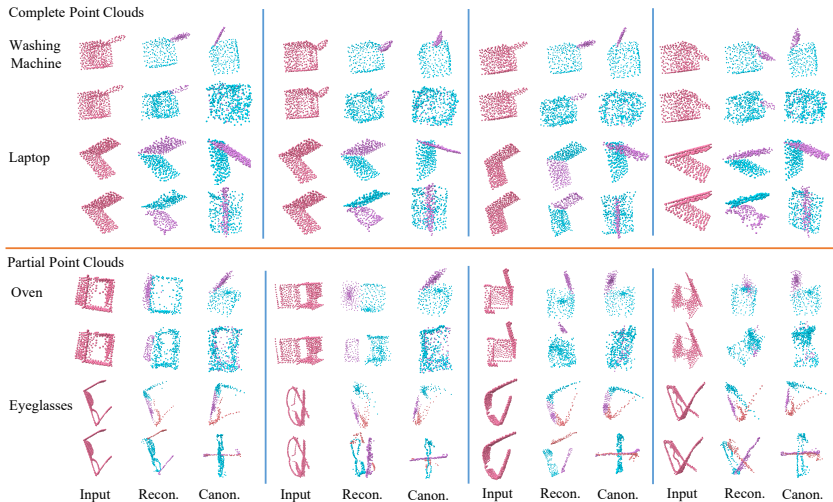 Complete Point Clouds
Washing
Machine
Laptop
Partial Point Clouds
Oven
Eyeglasses
Input Recon. Canon. Input Recon. Canon. Input Recon. Canon. Input Recon. Canon.